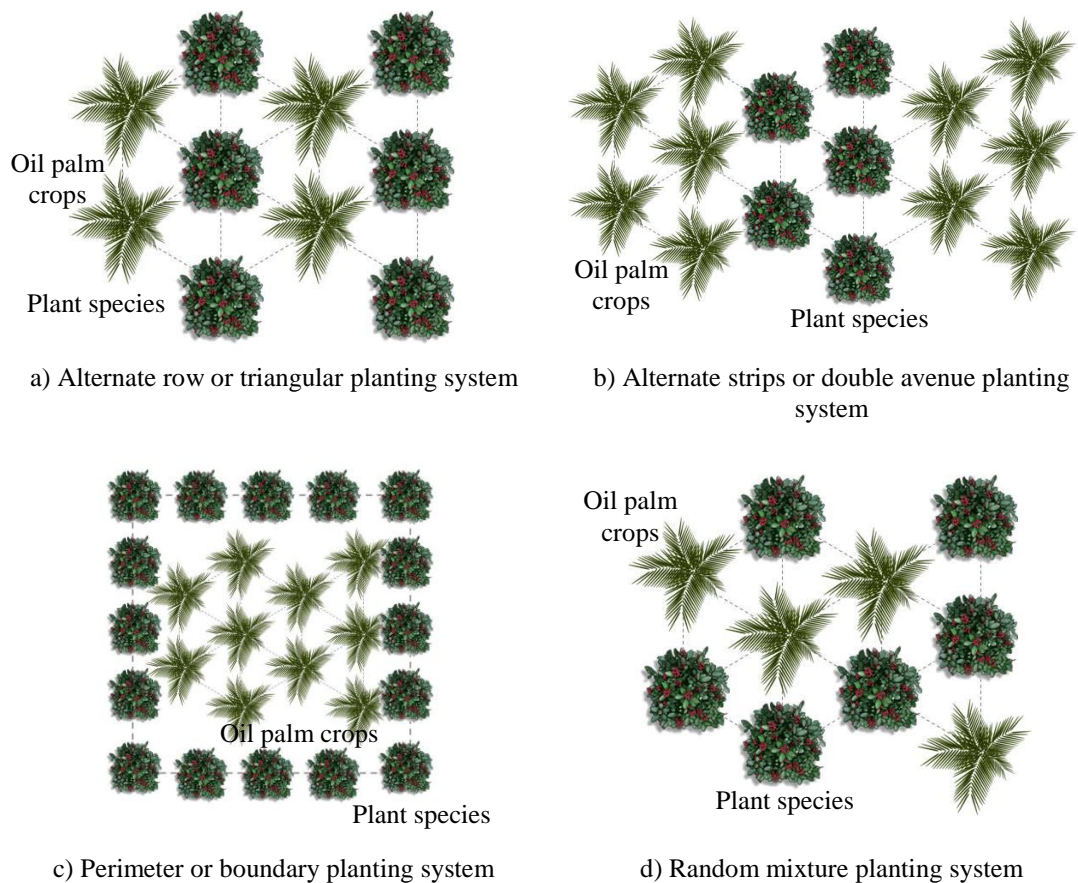 Oil palm
crops
Plant species
a) Alternate row or triangular planting system
Oil palm
crops
Plant species
b) Alternate strips or double avenue planting
system
Oil palm crops
Plant species
c) Perimeter or boundary planting system
Oil palm
crops
Plant species
d) Random mixture planting system